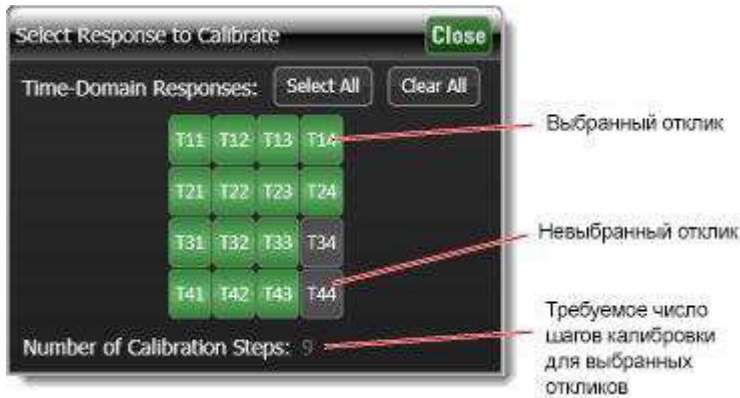 Select Response to Calibrate Close
Time-Domain Responses: Select All Clear All
T11 T12 T13 T14
T21 T22 T23 T24
T31 T32 T33 T34
T41 T42 T43 T44
Number of Calibration Steps: 9
Выбранный отклик
Невыбранный отклик
Требуемое число
шагов калибровки
для выбранных
откликов